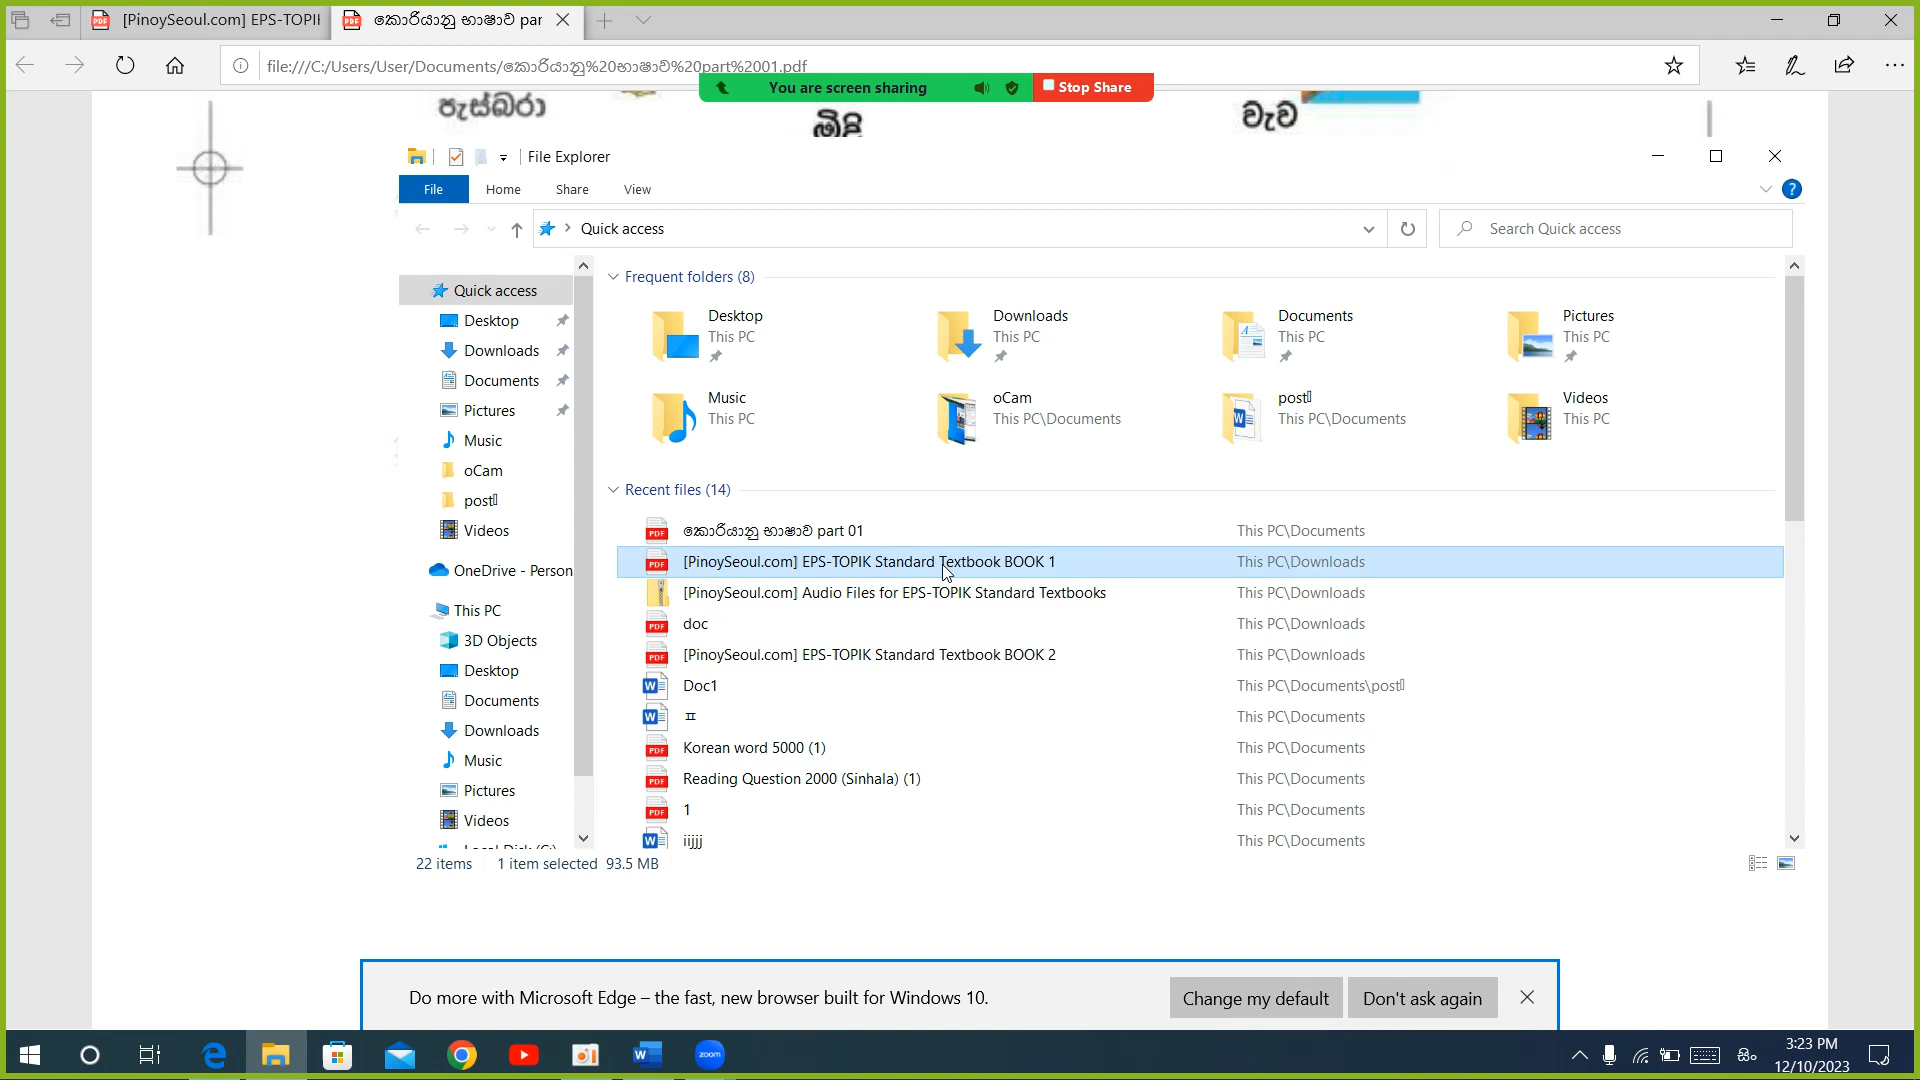 [PinoySeoul.com] EPS-TOPIK
කොරියානු භාෂාව par
file:///C:/Users/User/Documents/කොරියානු%20භාෂාව%20part%2001.pdf
You are screen sharing
Stop Share
පැස්බරා
වැව
File Explorer
File
Home
Share
View
Quick access
Search Quick access
Quick access
Desktop
Downloads
Documents
Pictures
Music
oCam
post
Videos
OneDrive - Person
This PC
3D Objects
Desktop
Documents
Downloads
Music
Pictures
Videos
Frequent folders (8)
Desktop
This PC
Downloads
This PC
Documents
This PC
Pictures
This PC
Music
This PC
oCam
This PC\Documents
post
This PC\Documents
Videos
This PC
Recent files (14)
කොරියානු භාෂාව part 01 This PC\Documents
[PinoySeoul.com] EPS-TOPIK Standard Textbook BOOK 1 This PC\Downloads
[PinoySeoul.com] Audio Files for EPS-TOPIK Standard Textbooks This PC\Downloads
doc This PC\Downloads
[PinoySeoul.com] EPS-TOPIK Standard Textbook BOOK 2 This PC\Downloads
Doc1 This PC\Documents\post
ㅍ This PC\Documents
Korean word 5000 (1) This PC\Documents
Reading Question 2000 (Sinhala) (1) This PC\Documents
1 This PC\Documents
iijjj This PC\Documents
22 items 1 item selected 93.5 MB
Do more with Microsoft Edge – the fast, new browser built for Windows 10.
Change my default
Don't ask again
zoom
සිං
3:23 PM
12/10/2023